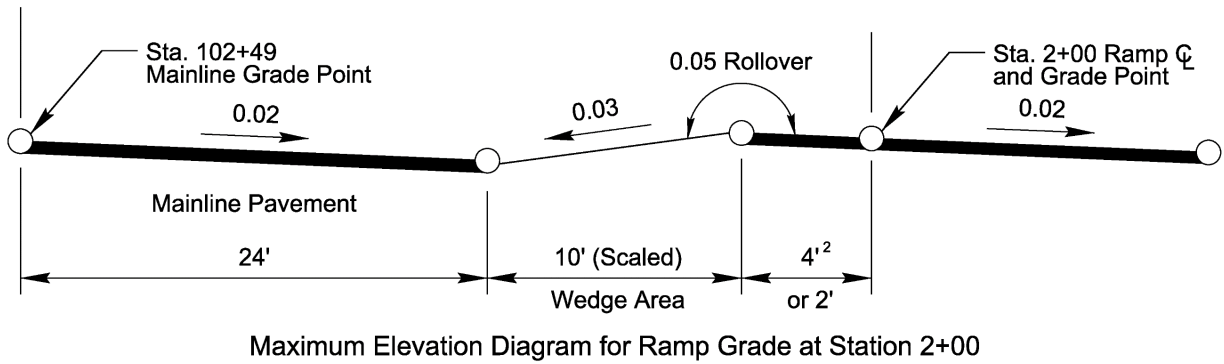 Sta. 102+49
Mainline Grade Point
0.02
0.03
0.05 Rollover
Sta. 2+00 Ramp ℄
and Grade Point
0.02
Mainline Pavement
24'
10' (Scaled)
Wedge Area
4'²
or 2'
Maximum Elevation Diagram for Ramp Grade at Station 2+00